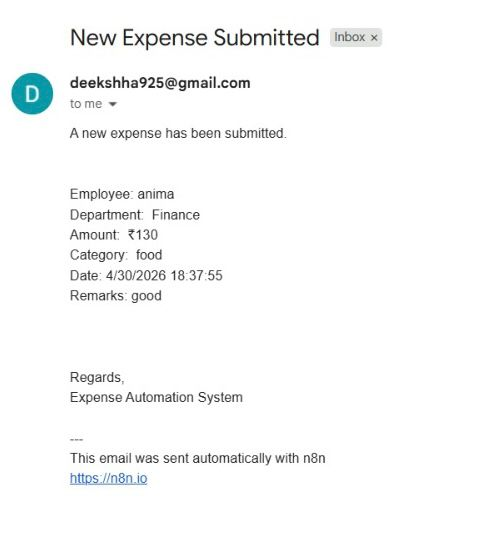 New Expense Submitted Inbox ×
D
deekshha925@gmail.com
to me
A new expense has been submitted.
Employee: anima
Department: Finance
Amount: ₹130
Category: food
Date: 4/30/2026 18:37:55
Remarks: good
Regards,
Expense Automation System
---
This email was sent automatically with n8n
https://n8n.io